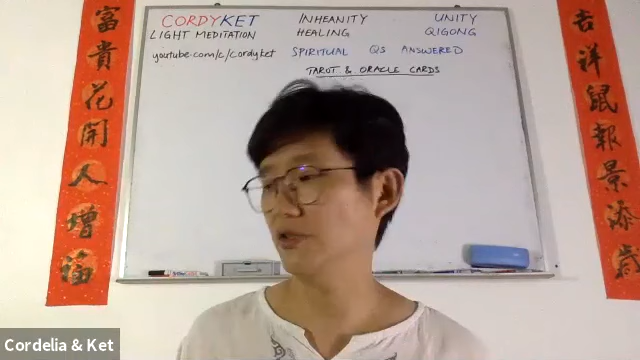 富貴花開人增福
CORDYKET INHEANITY UNITY
LIGHT MEDITATION HEALING QIGONG
youtube.com/c/cordyket SPIRITUAL QS ANSWERED
TAROT & ORACLE CARDS
吉祥鼠報景添歲
Cordelia & Ket